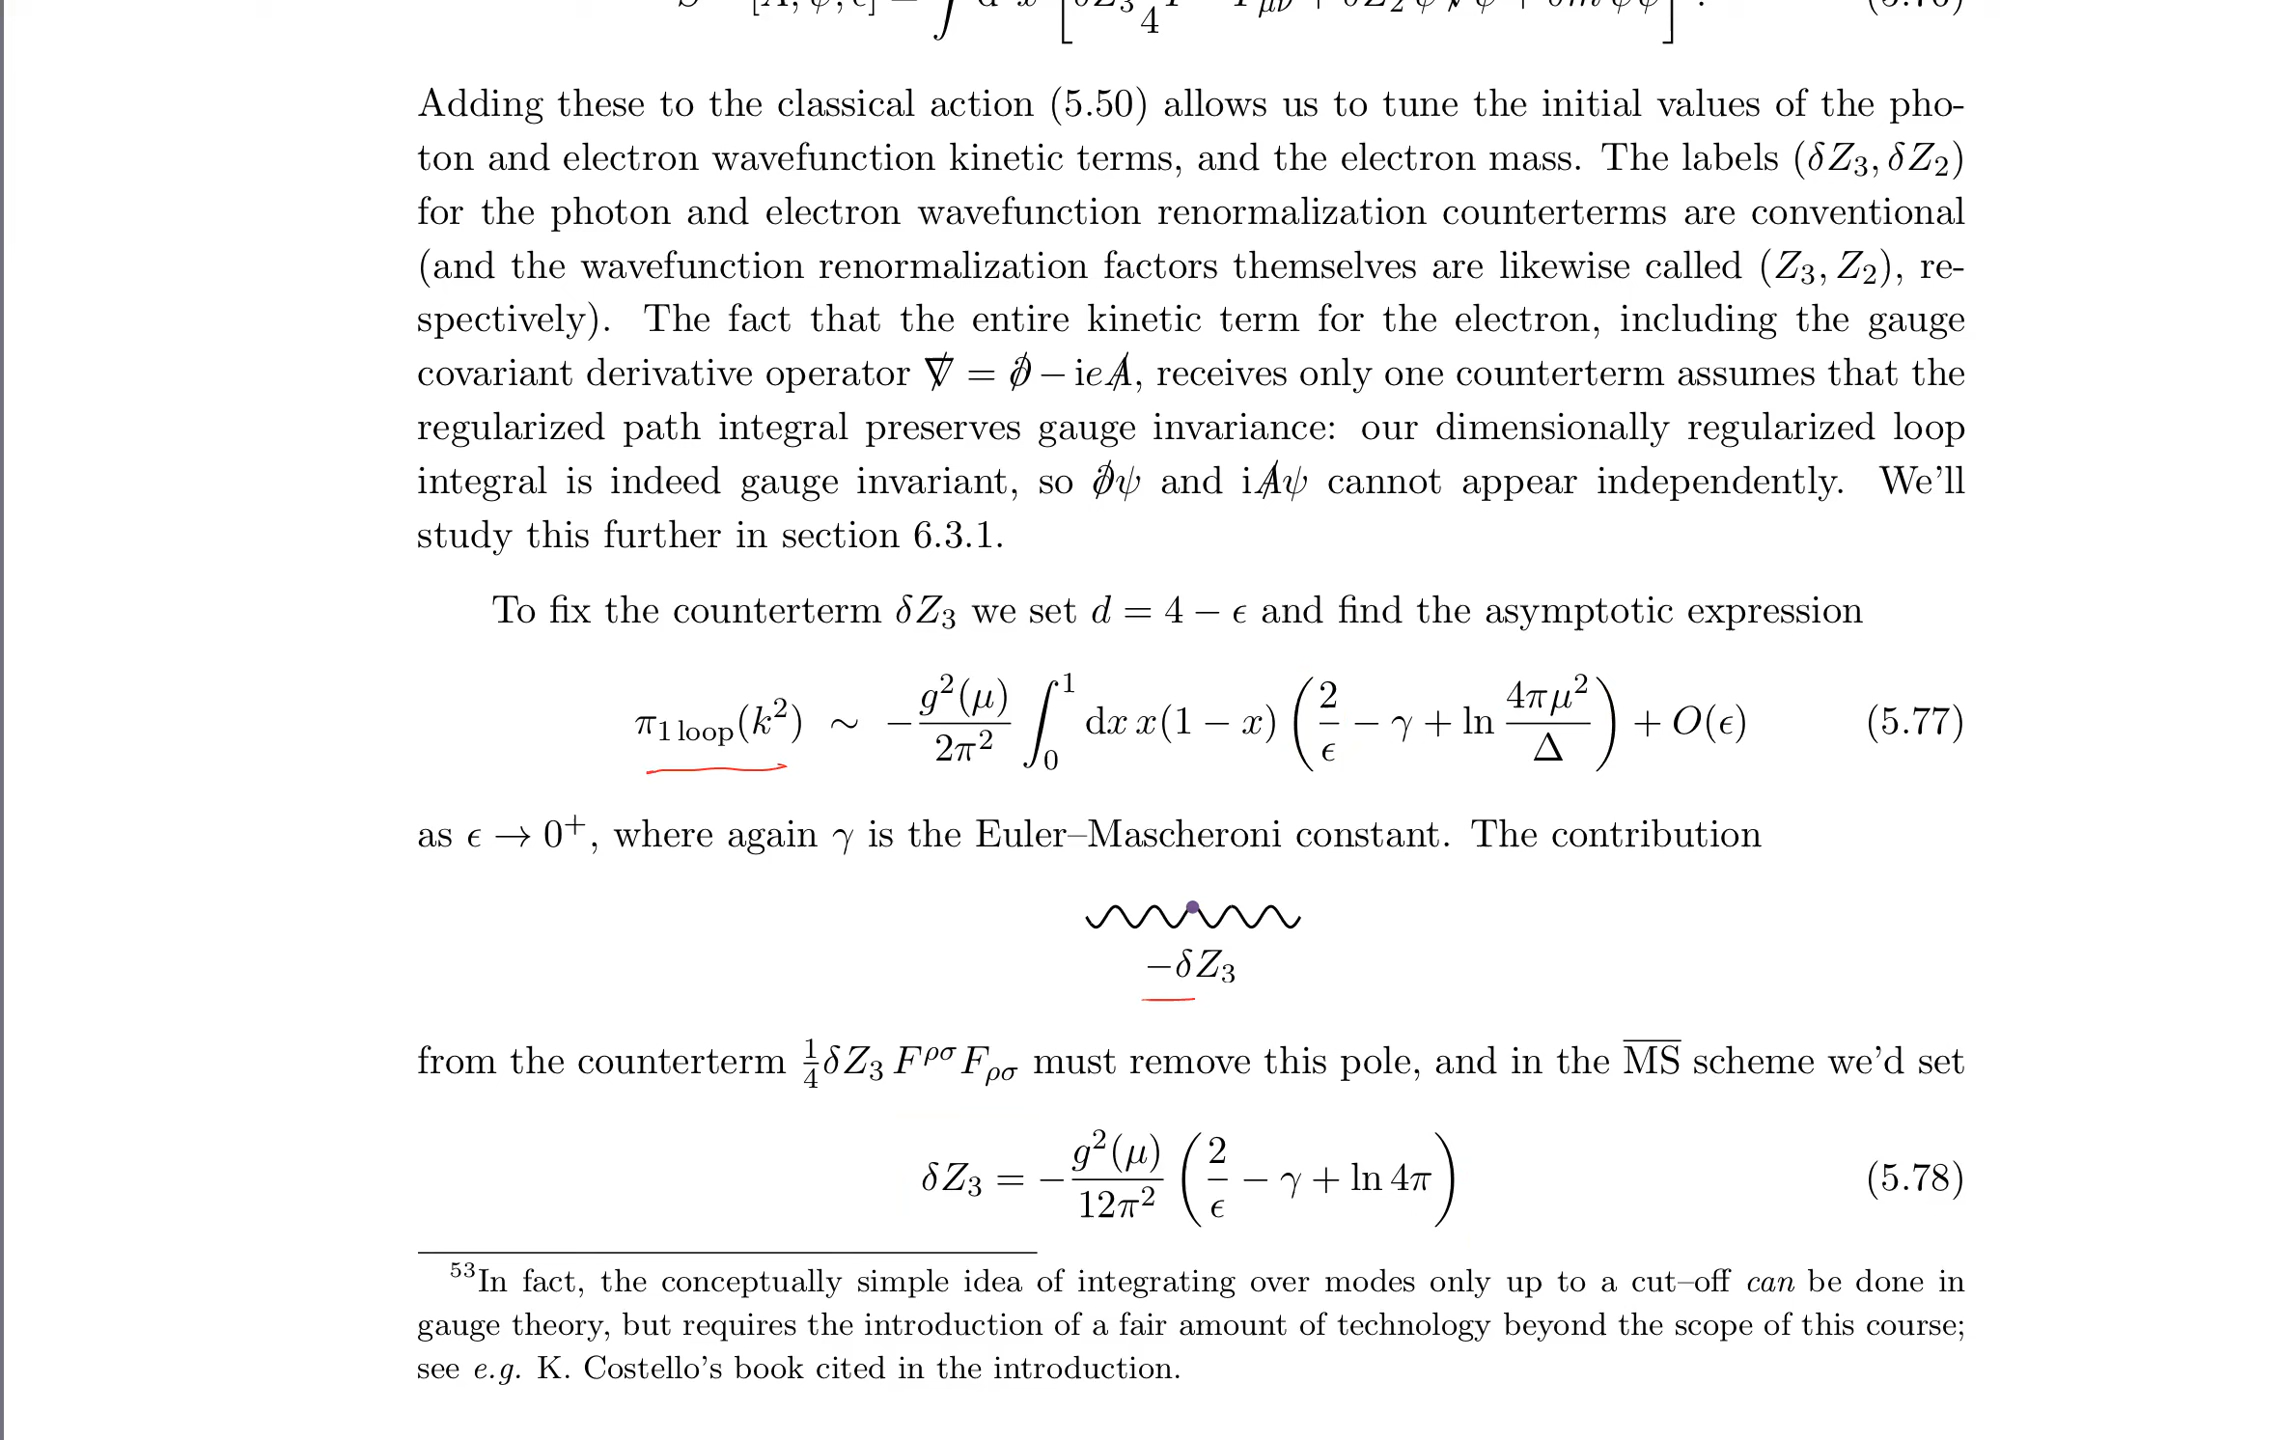 4
Adding these to the classical action (5.50) allows us to tune the initial values of the pho-
ton and electron wavefunction kinetic terms, and the electron mass. The labels (δZ₃, δZ₂)
for the photon and electron wavefunction renormalization counterterms are conventional
(and the wavefunction renormalization factors themselves are likewise called (Z₃, Z₂), re-
spectively). The fact that the entire kinetic term for the electron, including the gauge
covariant derivative operator ∇̸ = ∂̸ − ieA̸, receives only one counterterm assumes that the
regularized path integral preserves gauge invariance: our dimensionally regularized loop
integral is indeed gauge invariant, so ∂̸ψ and iA̸ψ cannot appear independently. We'll
study this further in section 6.3.1.
To fix the counterterm δZ₃ we set d = 4 − ϵ and find the asymptotic expression
π₁ loop(k²) ∼ −g²(μ)/2π² ∫₀¹ dx x(1 − x) (2/ϵ − γ + ln 4πμ²/Δ) + O(ϵ) (5.77)
as ϵ → 0⁺, where again γ is the Euler–Mascheroni constant. The contribution
−δZ₃
from the counterterm ¼δZ₃ F^ρσ F_ρσ must remove this pole, and in the M̅S̅ scheme we'd set
δZ₃ = −g²(μ)/12π² (2/ϵ − γ + ln 4π) (5.78)
⁵³In fact, the conceptually simple idea of integrating over modes only up to a cut–off can be done in
gauge theory, but requires the introduction of a fair amount of technology beyond the scope of this course;
see e.g. K. Costello's book cited in the introduction.